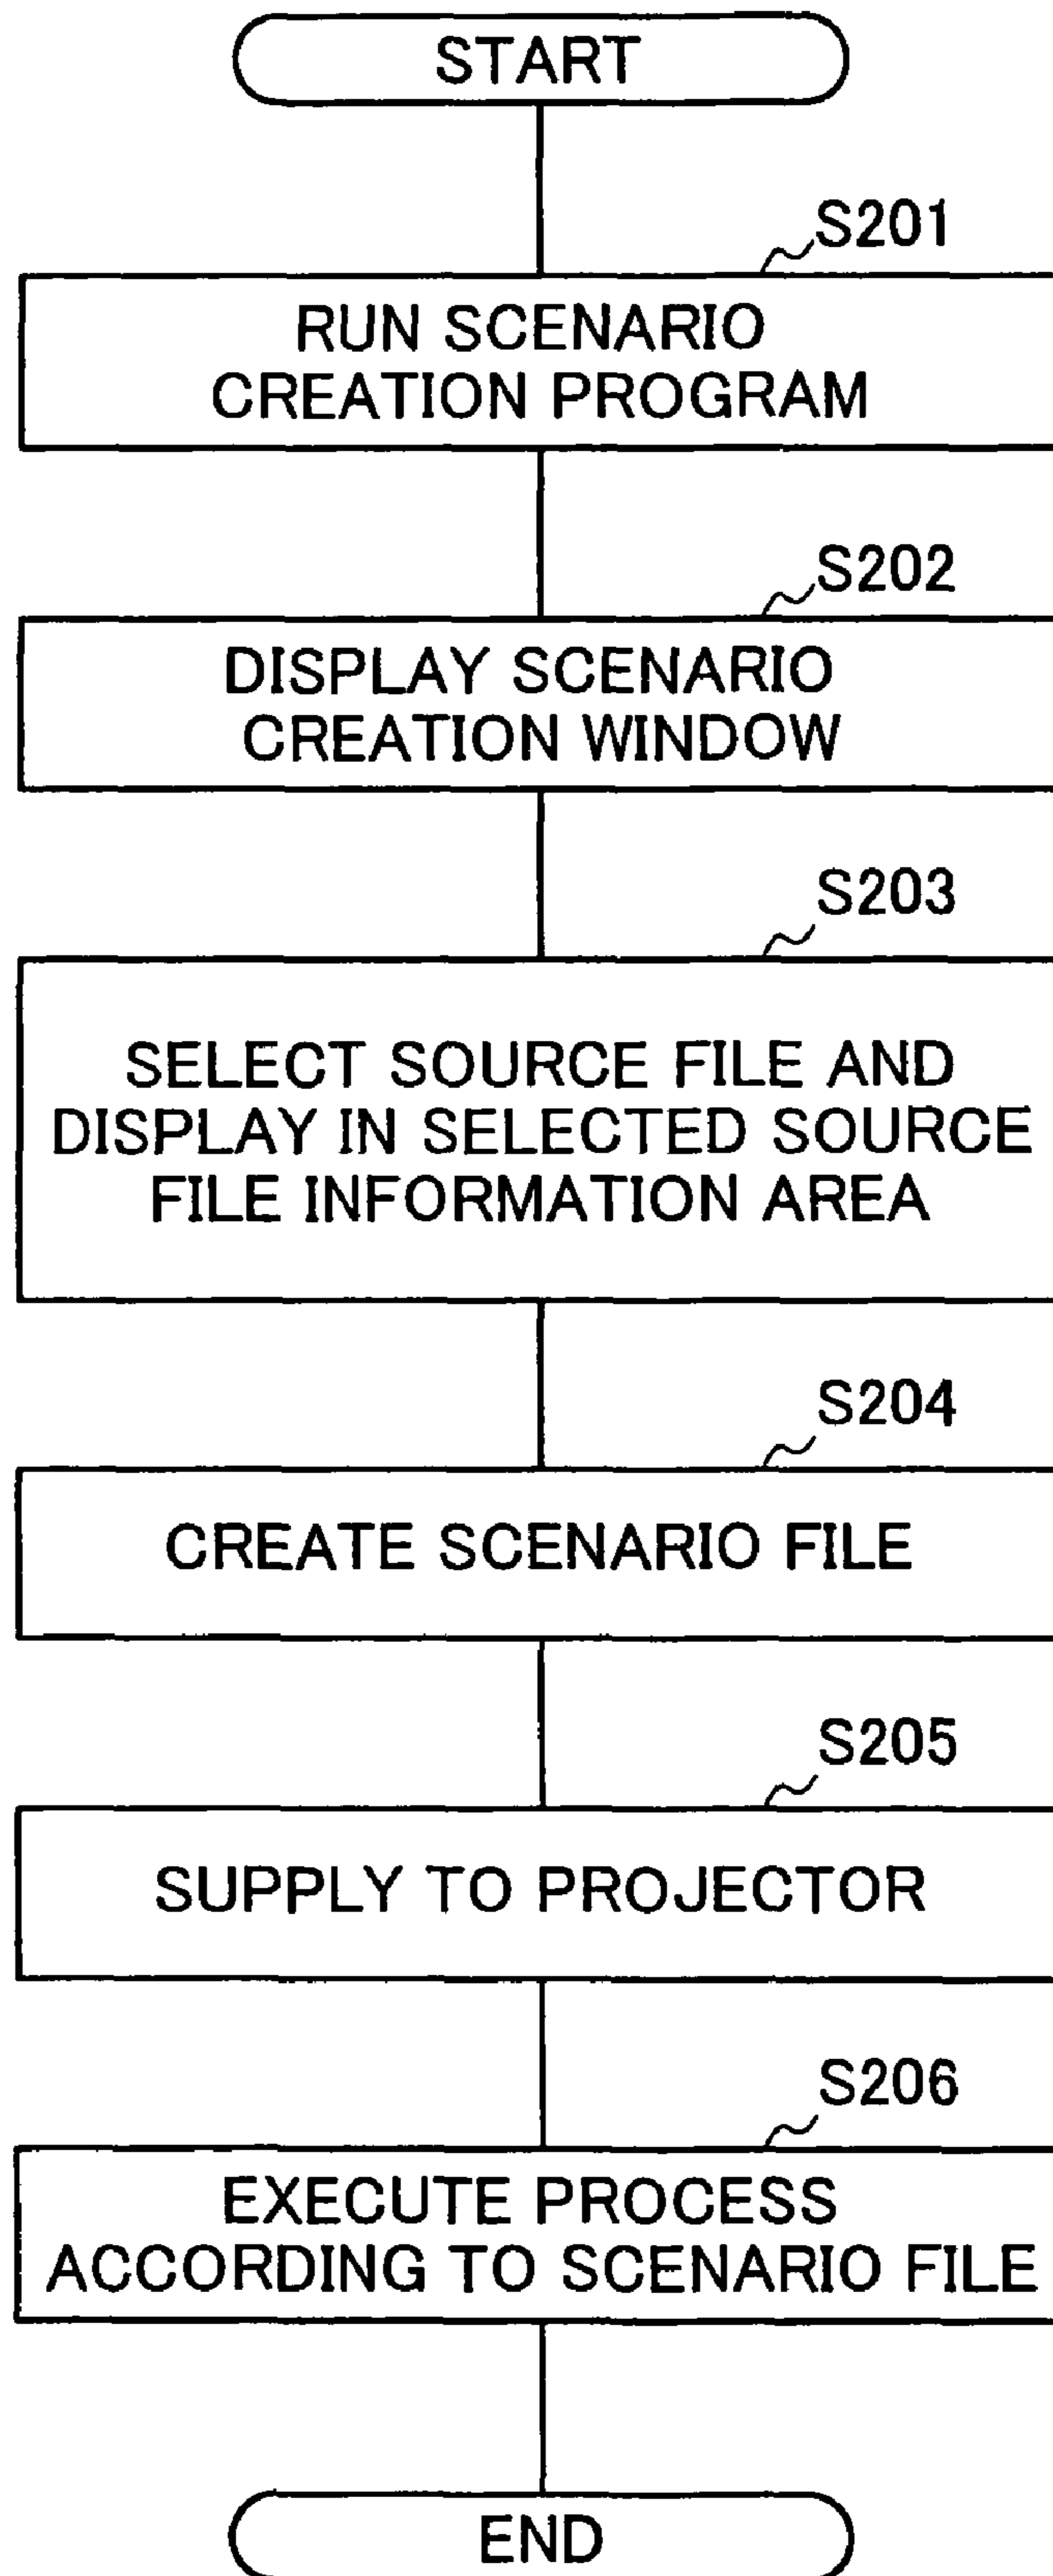 START
S201
RUN SCENARIO
CREATION PROGRAM
S202
DISPLAY SCENARIO
CREATION WINDOW
S203
SELECT SOURCE FILE AND
DISPLAY IN SELECTED SOURCE
FILE INFORMATION AREA
S204
CREATE SCENARIO FILE
S205
SUPPLY TO PROJECTOR
S206
EXECUTE PROCESS
ACCORDING TO SCENARIO FILE
END